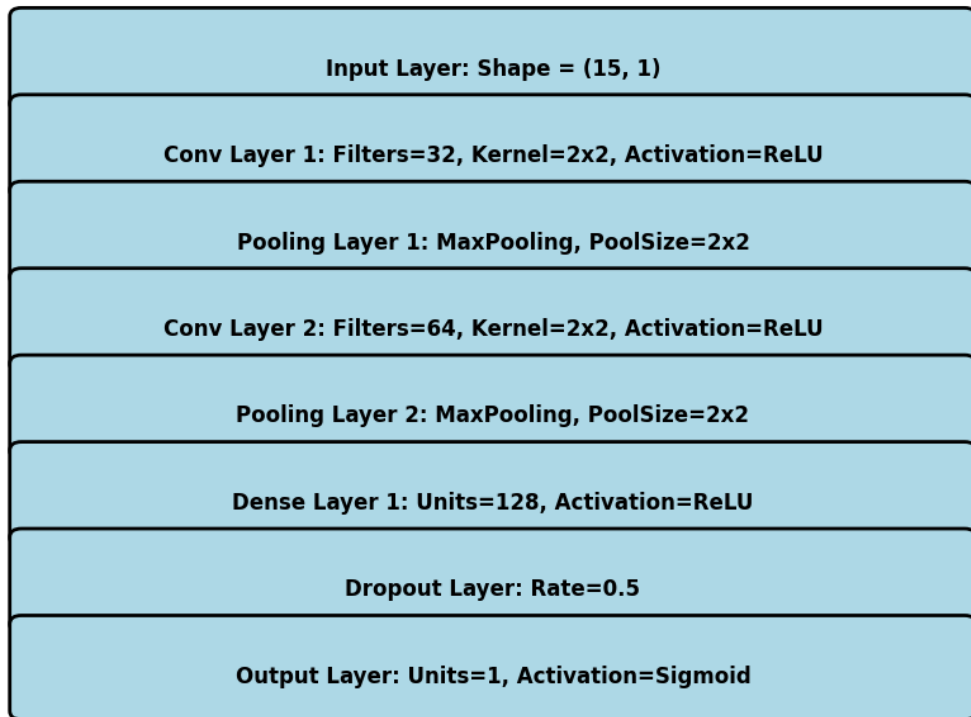 Input Layer: Shape = (15, 1)
Conv Layer 1: Filters=32, Kernel=2x2, Activation=ReLU
Pooling Layer 1: MaxPooling, PoolSize=2x2
Conv Layer 2: Filters=64, Kernel=2x2, Activation=ReLU
Pooling Layer 2: MaxPooling, PoolSize=2x2
Dense Layer 1: Units=128, Activation=ReLU
Dropout Layer: Rate=0.5
Output Layer: Units=1, Activation=Sigmoid